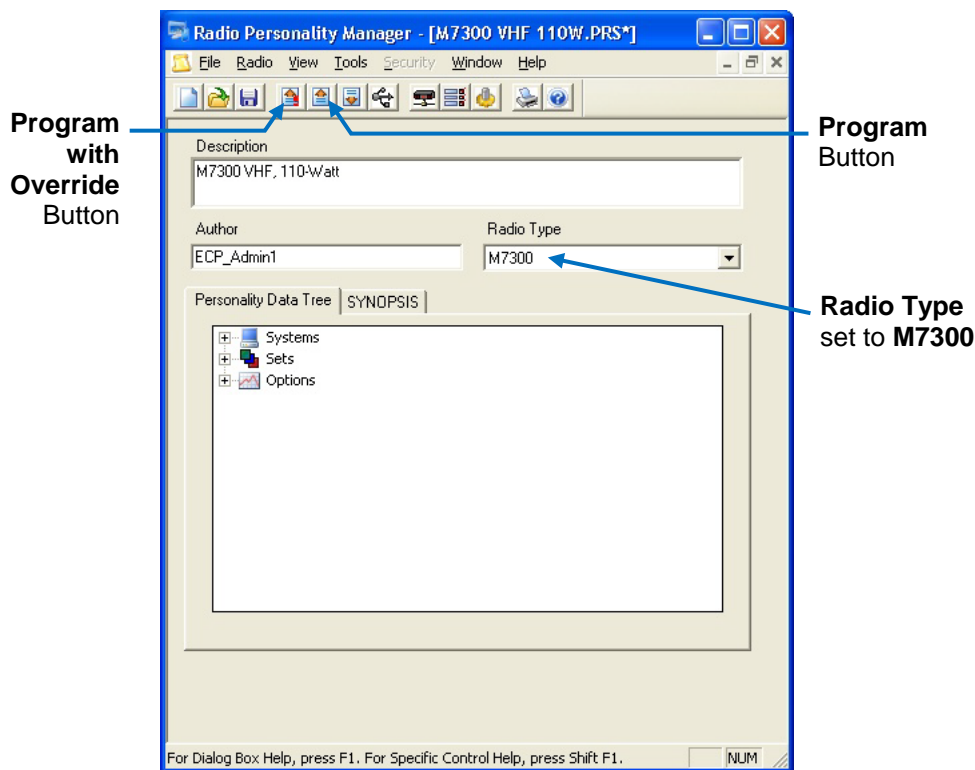 Radio Personality Manager - [M7300 VHF 110W.PRS*]
File Radio View Tools Security Window Help
Program
with
Override
Button
Program
Button
Description
M7300 VHF, 110-Watt
Author
Radio Type
ECP_Admin1
M7300
Radio Type
set to M7300
Personality Data Tree
SYNOPSIS
Systems
Sets
Options
For Dialog Box Help, press F1. For Specific Control Help, press Shift F1.
NUM